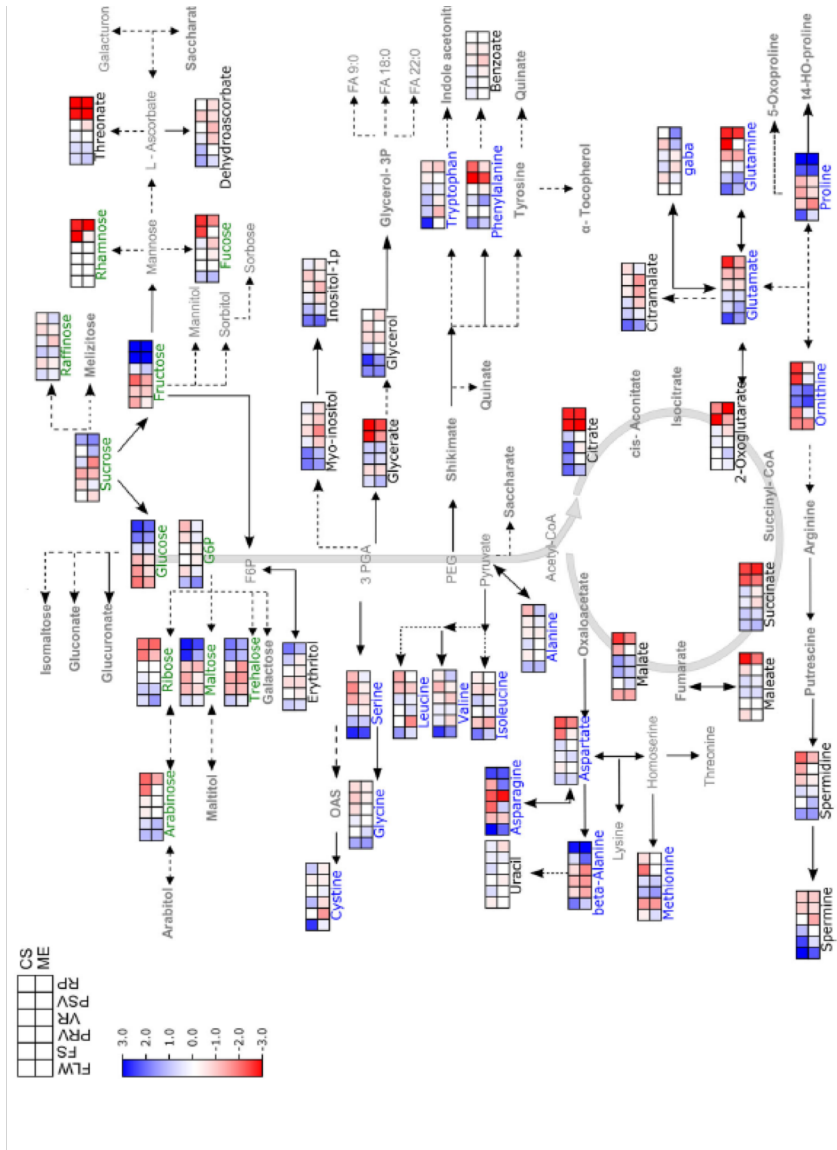 CS
ME
RP
PSV
VR
PRV
FS
FLW
3.0
2.0
1.0
0.0
-1.0
-2.0
-3.0
Isomaltose
Gluconate
Glucuronate
Glucose
G6P
F6P
Sucrose
Raffinose
Melizitose
Fructose
Mannitol
Sorbitol
Sorbose
Rhamnose
Mannose
Fucose
Galacturon
Saccharat
Threonate
L - Ascorbate
Dehydroascorbate
Arabitol
Arabinose
Ribose
Maltose
Maltitol
Trehalose
Galactose
Erythritol
3 PGA
Myo-inositol
Inositol-1p
Glycerate
Glycerol
Glycerol- 3P
FA 9:0
FA 18:0
FA 22:0
Serine
OAS
Cystine
Glycine
PEG
Shikimate
Quinate
Tryptophan
Indole acetonit
Phenylalanine
Benzoate
Tyrosine
Quinate
α- Tocopherol
Pyruvate
Saccharate
Leucine
Valine
Isoleucine
Alanine
Acetyl-CoA
Oxaloacetate
Citrate
cis- Aconitate
Isocitrate
2-Oxoglutarate
Succinyl- CoA
Succinate
Fumarate
Malate
Maleate
Aspartate
Asparagine
Uracil
beta-Alanine
Lysine
Homoserine
Threonine
Methionine
Citramalate
Glutamate
gaba
Glutamine
5-Oxoproline
t4-HO-proline
Proline
Ornithine
Arginine
Putrescine
Spermidine
Spermine